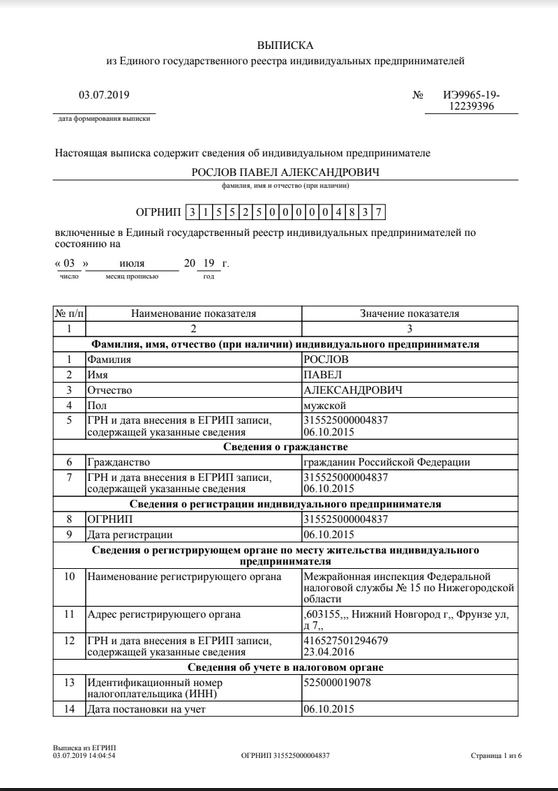 ВЫПИСКА
из Единого государственного реестра индивидуальных предпринимателей
03.07.2019 № ИЭ9965-19-
12239396
дата формирования выписки
Настоящая выписка содержит сведения об индивидуальном предпринимателе
РОСЛОВ ПАВЕЛ АЛЕКСАНДРОВИЧ
фамилия, имя и отчество (при наличии)
ОГРНИП 3 1 5 5 2 5 0 0 0 0 0 4 8 3 7
включенные в Единый государственный реестр индивидуальных предпринимателей по
состоянию на
« 03 » июля 20 19 г.
число месяц прописью год
№ п/п Наименование показателя Значение показателя
1 2 3
Фамилия, имя, отчество (при наличии) индивидуального предпринимателя
1 Фамилия РОСЛОВ
2 Имя ПАВЕЛ
3 Отчество АЛЕКСАНДРОВИЧ
4 Пол мужской
5 ГРН и дата внесения в ЕГРИП записи, 315525000004837
содержащей указанные сведения 06.10.2015
Сведения о гражданстве
6 Гражданство гражданин Российской Федерации
7 ГРН и дата внесения в ЕГРИП записи, 315525000004837
содержащей указанные сведения 06.10.2015
Сведения о регистрации индивидуального предпринимателя
8 ОГРНИП 315525000004837
9 Дата регистрации 06.10.2015
Сведения о регистрирующем органе по месту жительства индивидуального
предпринимателя
10 Наименование регистрирующего органа Межрайонная инспекция Федеральной
налоговой службы № 15 по Нижегородской
области
11 Адрес регистрирующего органа ,603155,,, Нижний Новгород г,, Фрунзе ул,
д 7,,
12 ГРН и дата внесения в ЕГРИП записи, 416527501294679
содержащей указанные сведения 23.04.2016
Сведения об учете в налоговом органе
13 Идентификационный номер 525000019078
налогоплательщика (ИНН)
14 Дата постановки на учет 06.10.2015
Выписка из ЕГРИП
03.07.2019 14:04:54 ОГРНИП 315525000004837 Страница 1 из 6